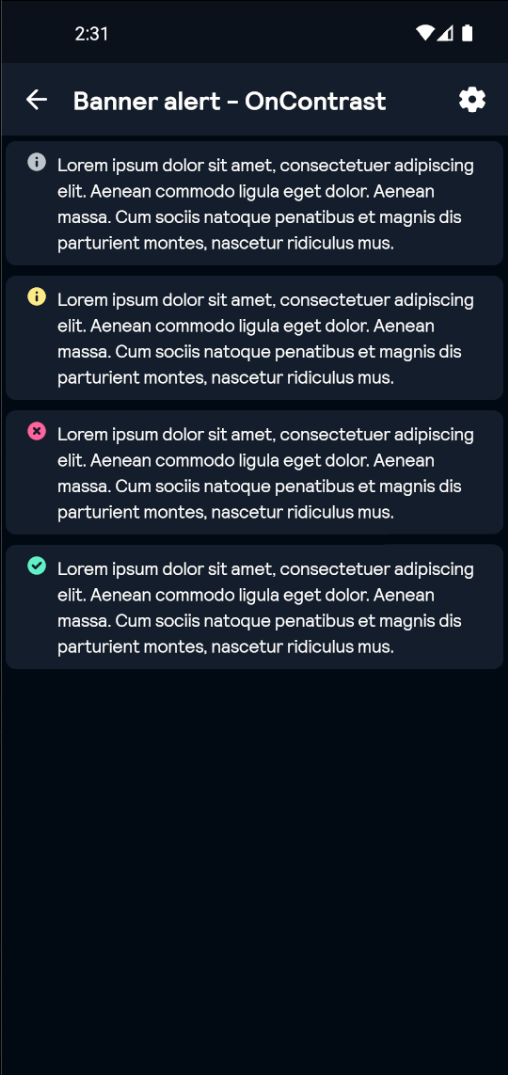 2:31
Banner alert - OnContrast
Lorem ipsum dolor sit amet, consectetuer adipiscing
elit. Aenean commodo ligula eget dolor. Aenean
massa. Cum sociis natoque penatibus et magnis dis
parturient montes, nascetur ridiculus mus.
Lorem ipsum dolor sit amet, consectetuer adipiscing
elit. Aenean commodo ligula eget dolor. Aenean
massa. Cum sociis natoque penatibus et magnis dis
parturient montes, nascetur ridiculus mus.
Lorem ipsum dolor sit amet, consectetuer adipiscing
elit. Aenean commodo ligula eget dolor. Aenean
massa. Cum sociis natoque penatibus et magnis dis
parturient montes, nascetur ridiculus mus.
Lorem ipsum dolor sit amet, consectetuer adipiscing
elit. Aenean commodo ligula eget dolor. Aenean
massa. Cum sociis natoque penatibus et magnis dis
parturient montes, nascetur ridiculus mus.